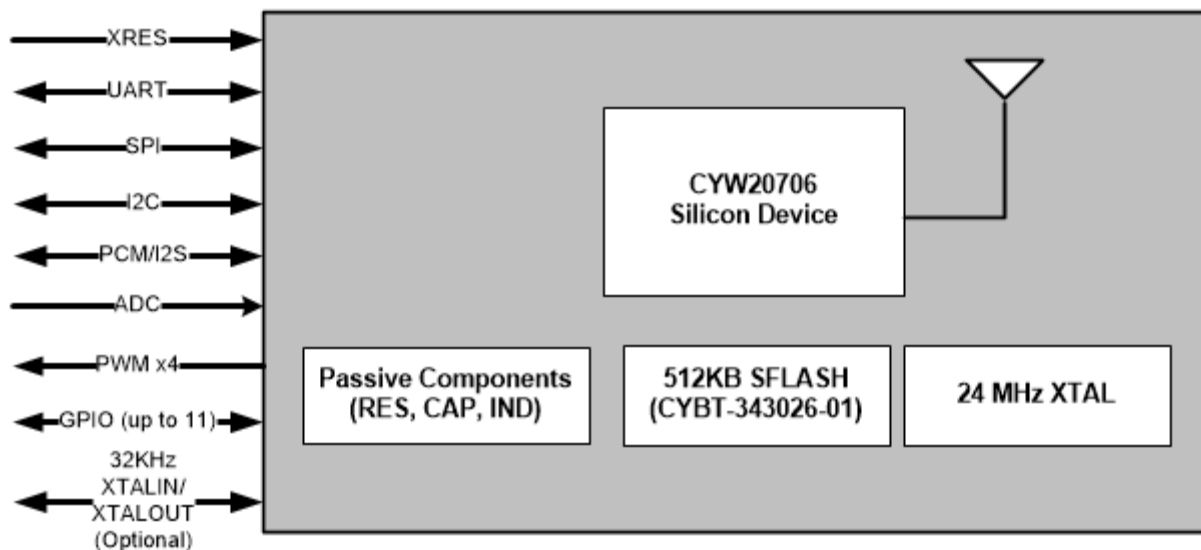 XRES
UART
SPI
I2C
PCM/I2S
ADC
PWM x4
GPIO (up to 11)
32KHz
XTALIN/
XTALOUT
(Optional)
CYW20706
Silicon Device
Passive Components
(RES, CAP, IND)
512KB SFLASH
(CYBT-343026-01)
24 MHz XTAL